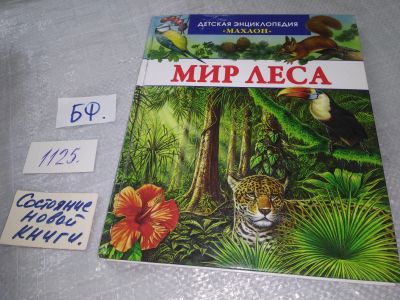 ДЕТСКАЯ ЭНЦИКЛОПЕДИЯ
«МАХАОН»
МИР ЛЕСА
БФ.
1125.
Состояние
новой
книги.